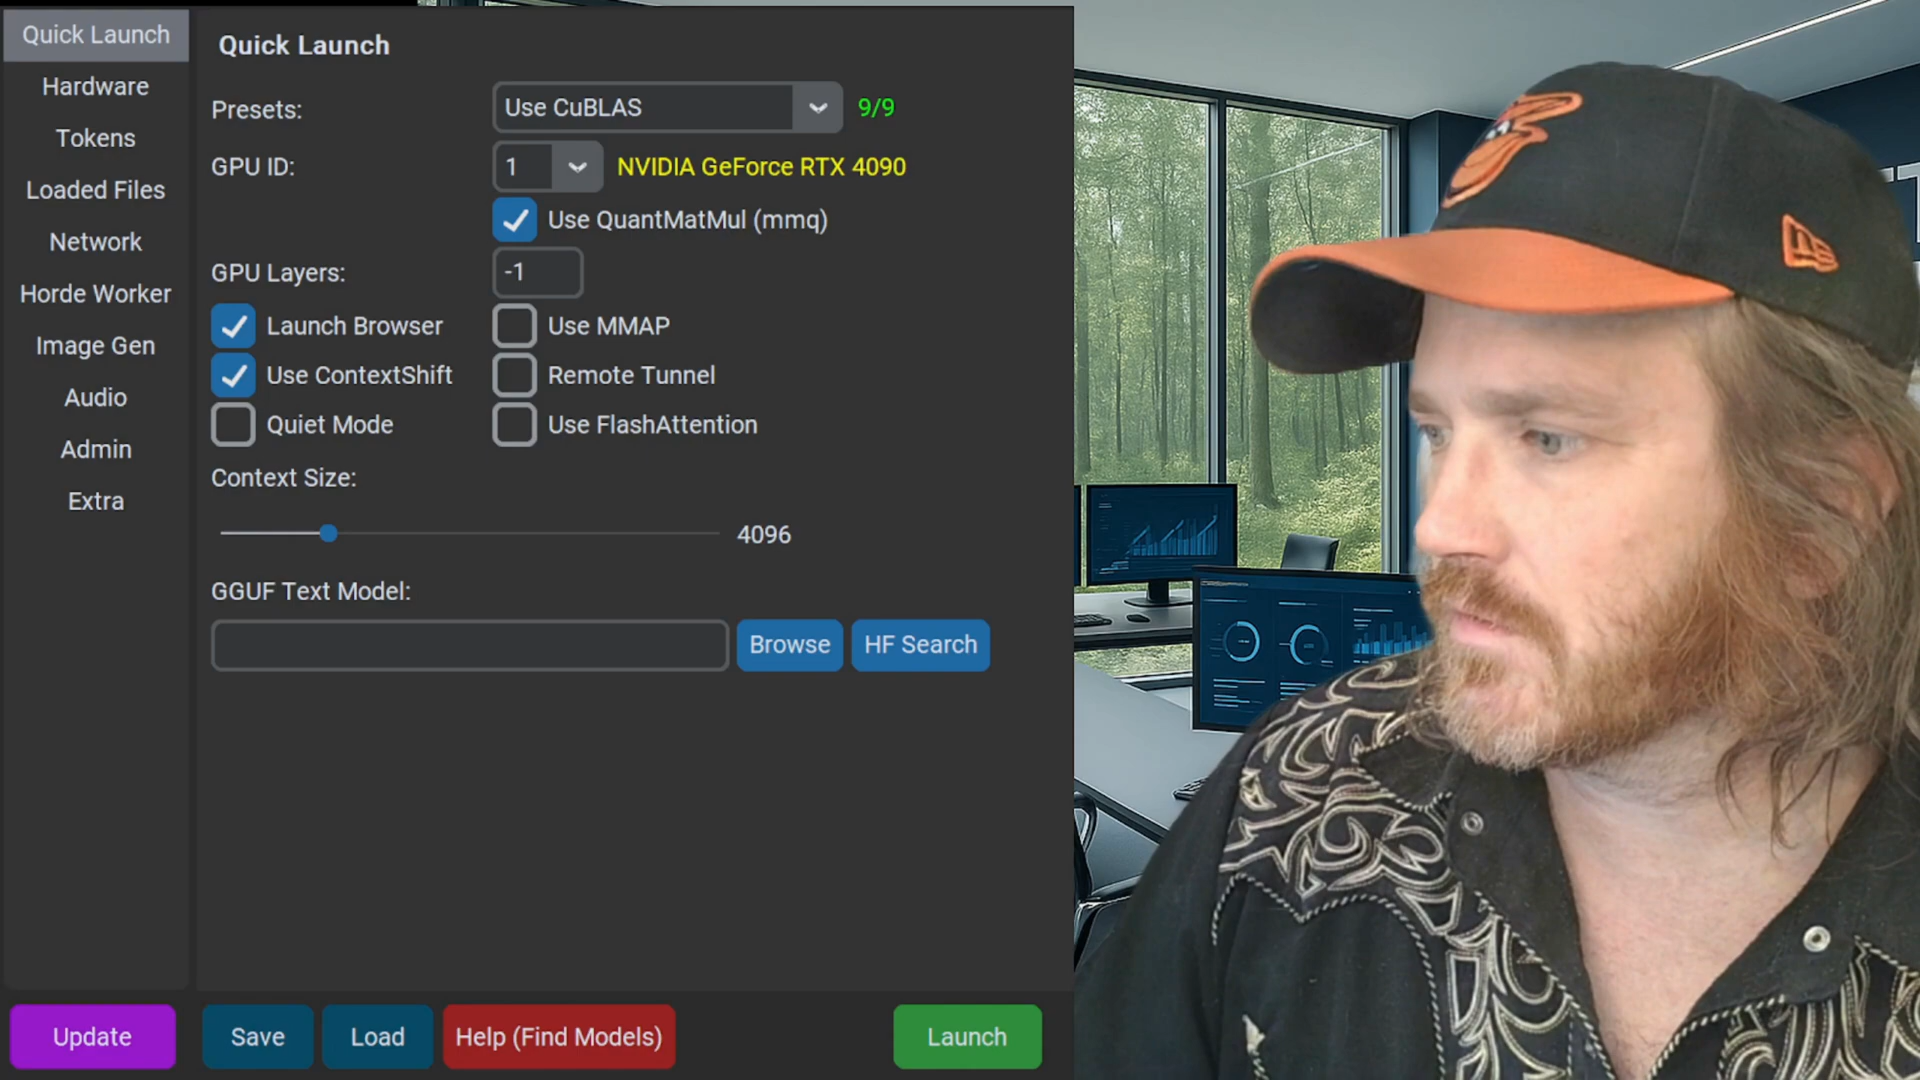 Quick Launch
Hardware
Tokens
Loaded Files
Network
Horde Worker
Image Gen
Audio
Admin
Extra
Quick Launch
Presets: Use CuBLAS 9/9
GPU ID: 1 NVIDIA GeForce RTX 4090
Use QuantMatMul (mmq)
GPU Layers: -1
Launch Browser Use MMAP
Use ContextShift Remote Tunnel
Quiet Mode Use FlashAttention
Context Size:
4096
GGUF Text Model:
Browse HF Search
Update Save Load Help (Find Models) Launch